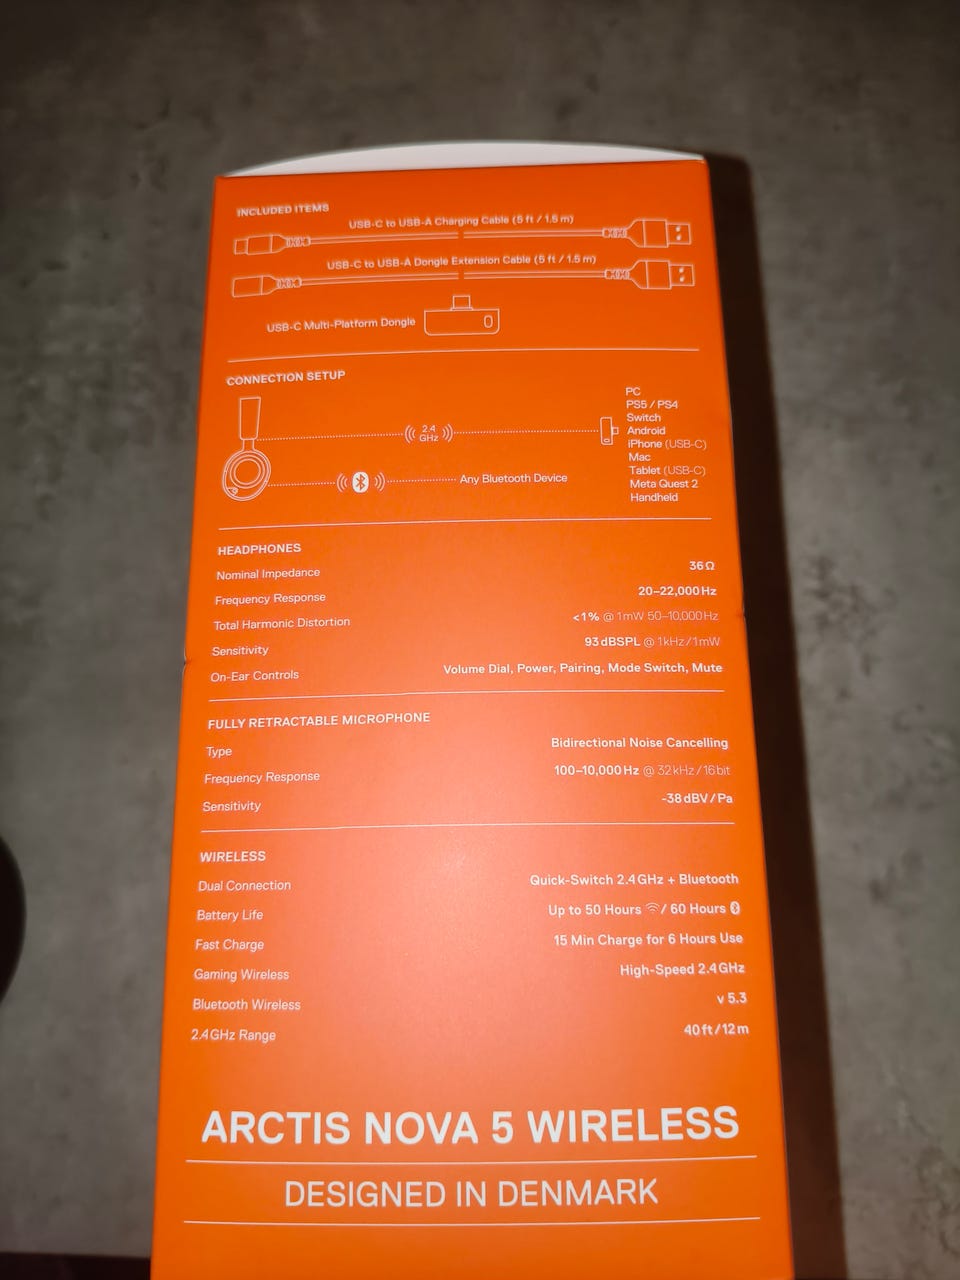 INCLUDED ITEMS
USB-C to USB-A Charging Cable (5 ft / 1.5 m)
USB-C to USB-A Dongle Extension Cable (5 ft / 1.5 m)
USB-C Multi-Platform Dongle
CONNECTION SETUP
2.4
GHz
PC
PS5 / PS4
Switch
Android
iPhone (USB-C)
Mac
Tablet (USB-C)
Meta Quest 2
Handheld
Any Bluetooth Device
HEADPHONES
Nominal Impedance 36 Ω
Frequency Response 20–22,000 Hz
Total Harmonic Distortion <1% @ 1mW 50–10,000 Hz
Sensitivity 93 dBSPL @ 1kHz/1mW
On-Ear Controls Volume Dial, Power, Pairing, Mode Switch, Mute
FULLY RETRACTABLE MICROPHONE
Type Bidirectional Noise Cancelling
Frequency Response 100–10,000 Hz @ 32 kHz/16 bit
Sensitivity -38 dBV/Pa
WIRELESS
Dual Connection Quick-Switch 2.4GHz + Bluetooth
Battery Life Up to 50 Hours / 60 Hours
Fast Charge 15 Min Charge for 6 Hours Use
Gaming Wireless High-Speed 2.4GHz
Bluetooth Wireless v 5.3
2.4GHz Range 40 ft / 12 m
ARCTIS NOVA 5 WIRELESS
DESIGNED IN DENMARK